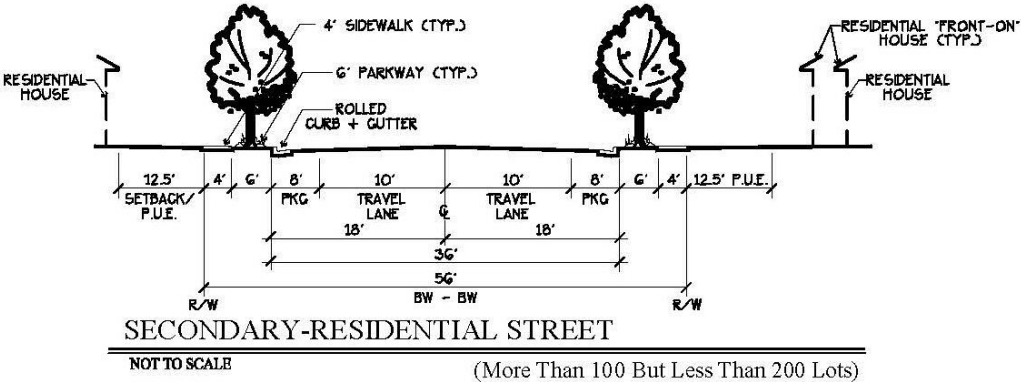 4' SIDEWALK (TYP.)
6' PARKWAY (TYP.)
ROLLED
CURB + GUTTER
RESIDENTIAL
HOUSE
RESIDENTIAL "FRONT-ON"
HOUSE (TYP.)
RESIDENTIAL
HOUSE
12.5' 4' 6' 8' 10' 10' 8' 6' 4' 12.5' P.U.E.
SETBACK/
P.U.E.
PKG
TRAVEL
LANE
℄
TRAVEL
LANE
PKG
18' 18'
36'
56'
R/W BW - BW R/W
SECONDARY-RESIDENTIAL STREET
NOT TO SCALE
(More Than 100 But Less Than 200 Lots)